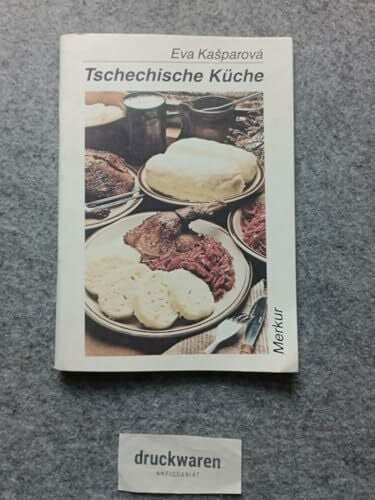 Eva Kašparová
Tschechische Küche
Merkur
druckwaren
ANTIQUARIAT